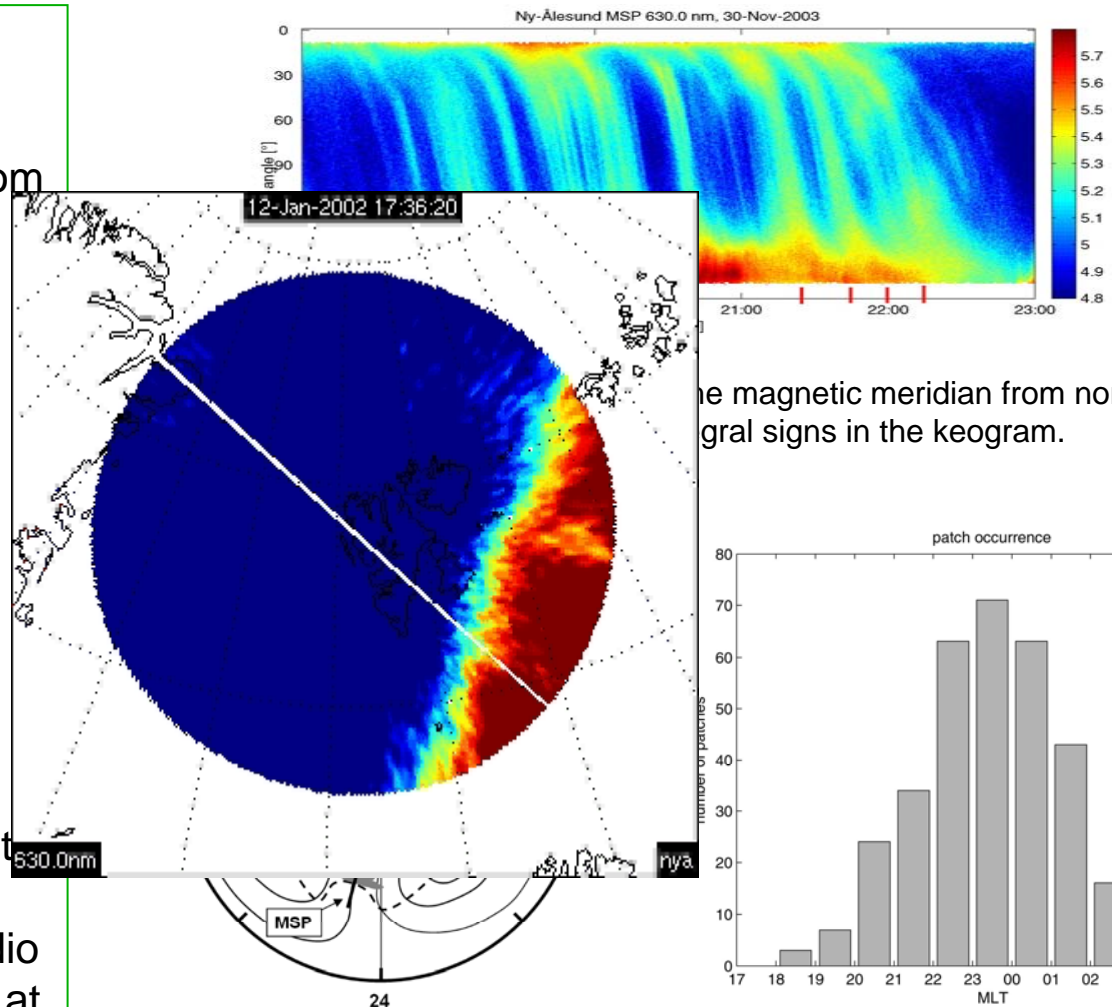 Ny-Ålesund MSP 630.0 nm, 30-Nov-2003
0
30
60
90
angle [°]
5.7
5.6
5.5
5.4
5.3
5.2
5.1
5
4.9
4.8
21:00 22:00 23:00
12-Jan-2002 17:36:20
630.0nm
nya
magnetic meridian from
signs in the keogram.
patch occurrence
80
70
60
50
40
30
20
10
0
number of patches
17 18 19 20 21 22 23 00 01 02
MLT
MSP
24
at